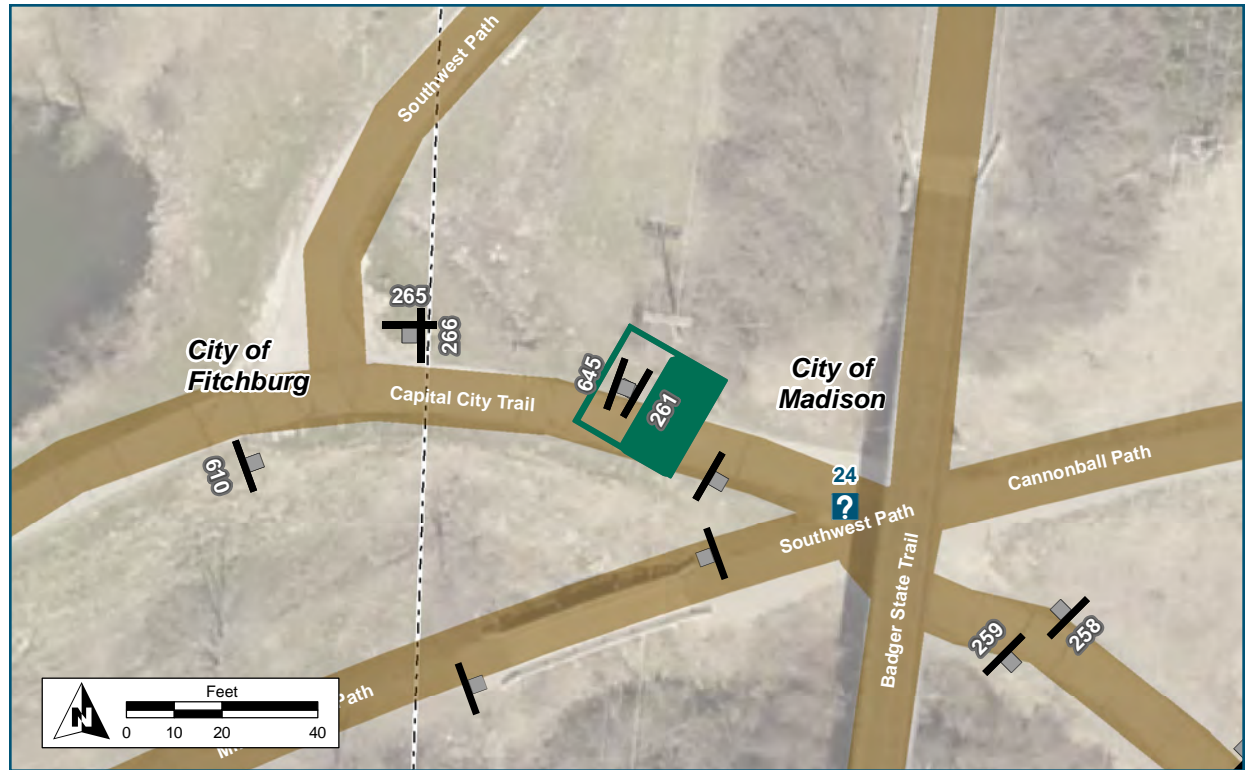 Southwest Path
265
266
City of
Fitchburg
Capital City Trail
645
261
City of
Madison
610
24
?
Cannonball Path
Southwest Path
Badger State Trail
259
258
Path
Feet
N
0 10 20 40